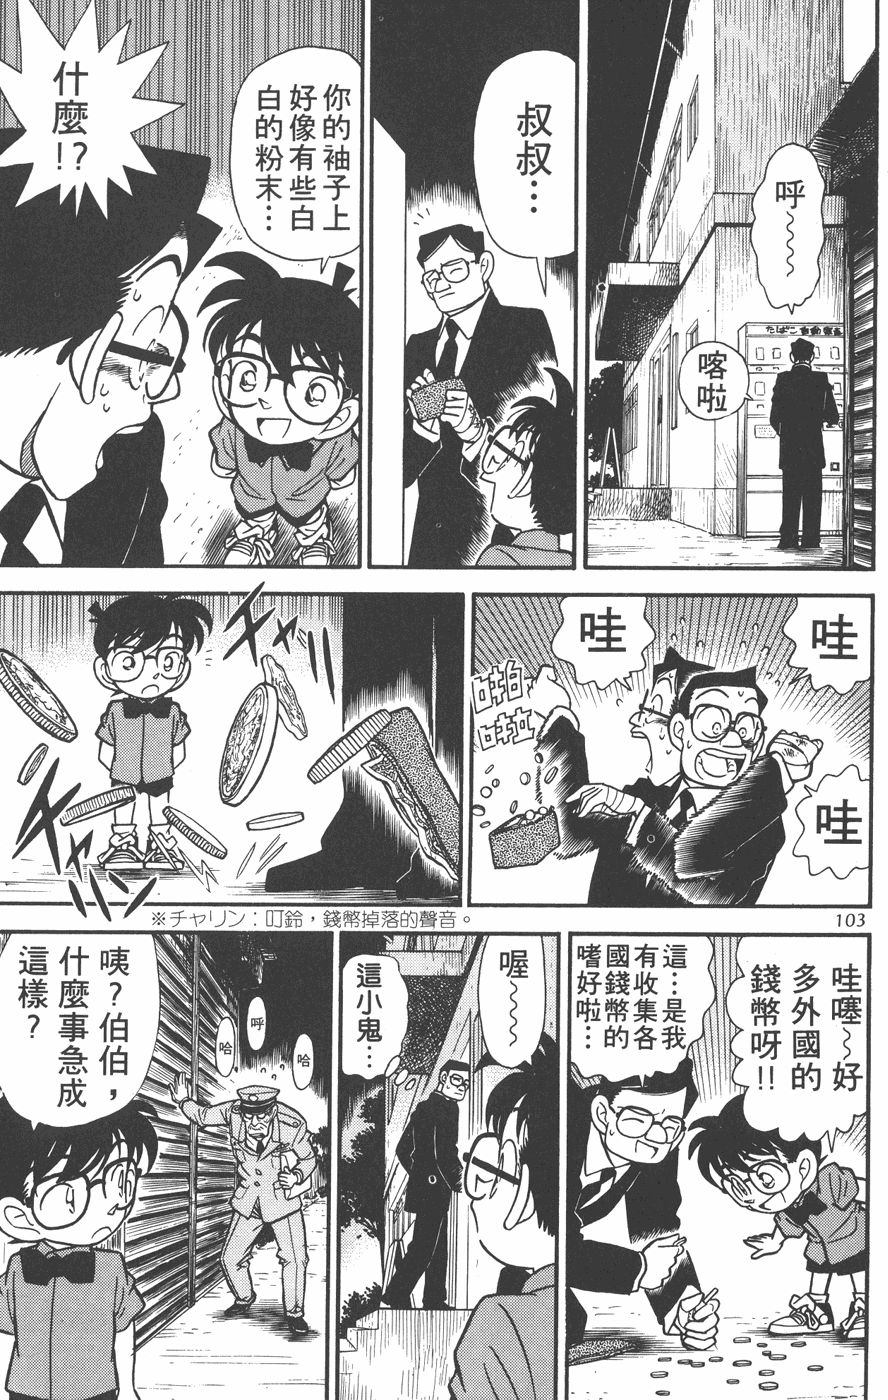 呼～～
たばこ自動販売
喀
啦
叔叔…
你的袖子上
好像有些白
白的粉末…
什麼!?
哇
哇
哇
啪
啦
チャ
リン
※チャリン：叮鈴，錢幣掉落的聲音。
103
哇噻～好
多外國的
錢幣呀!!
這…是我
有收集各
國錢幣的
嗜好啦…
喔～～
這小鬼…
哈
呼
哈
咦？伯伯，
什麼事急成
這樣？